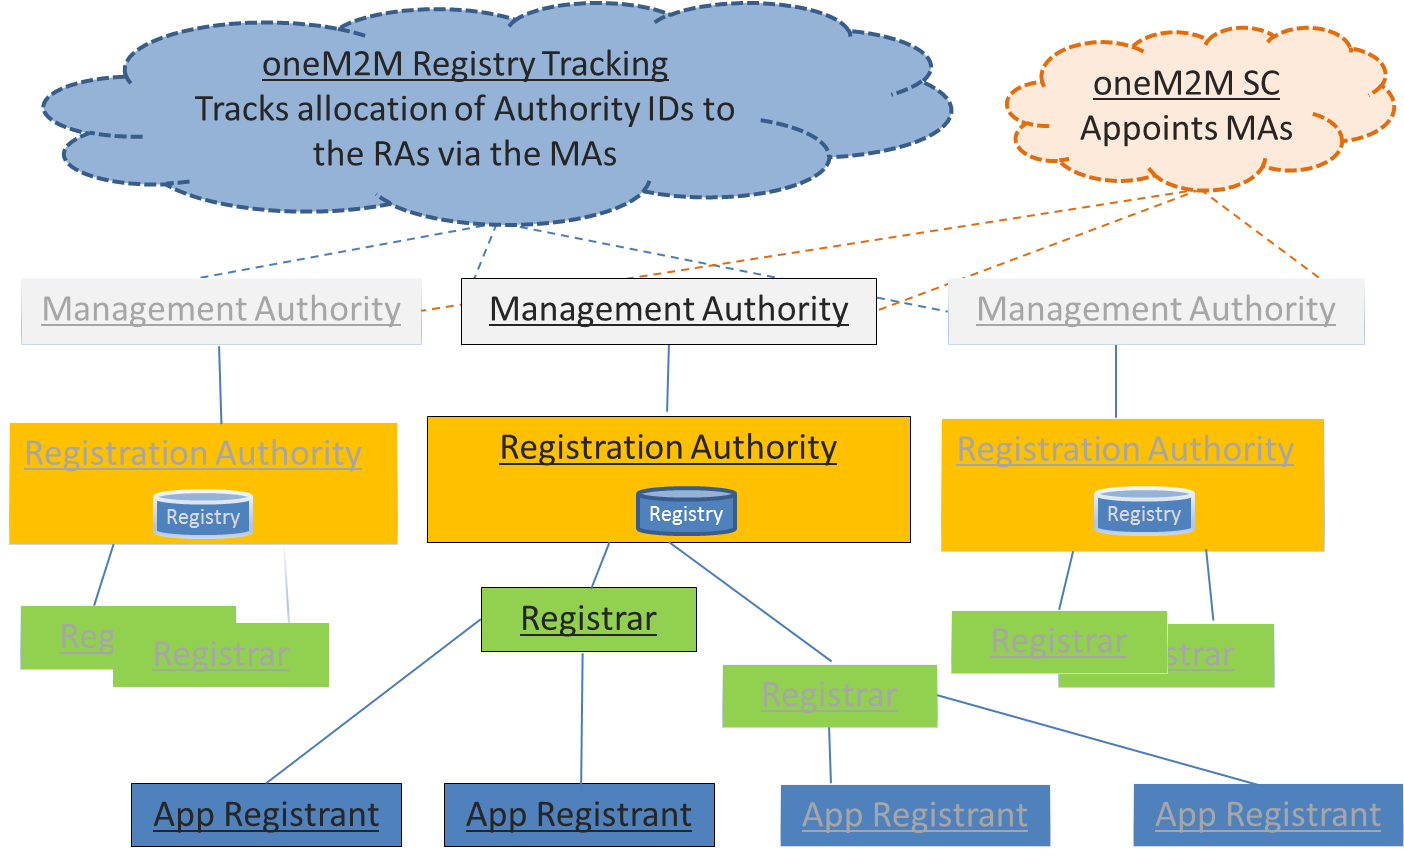 oneM2M Registry Tracking
Tracks allocation of Authority IDs to
the RAs via the MAs
oneM2M SC
Appoints MAs
Management Authority
Management Authority
Management Authority
Registration Authority
Registry
Registration Authority
Registry
Registration Authority
Registry
Reg
Registrar
Registrar
Registrar
Registrar
strar
App Registrant
App Registrant
App Registrant
App Registrant